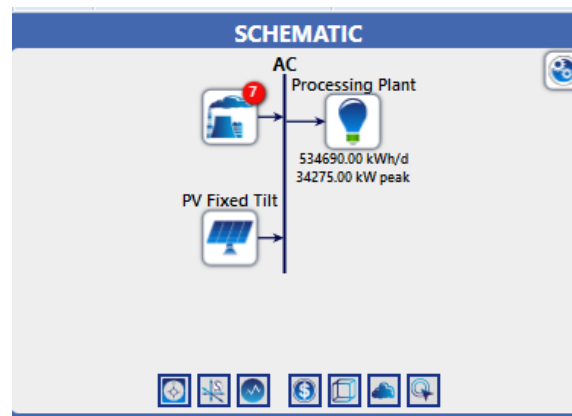 SCHEMATIC
AC
7
Processing Plant
534690.00 kWh/d
34275.00 kW peak
PV Fixed Tilt